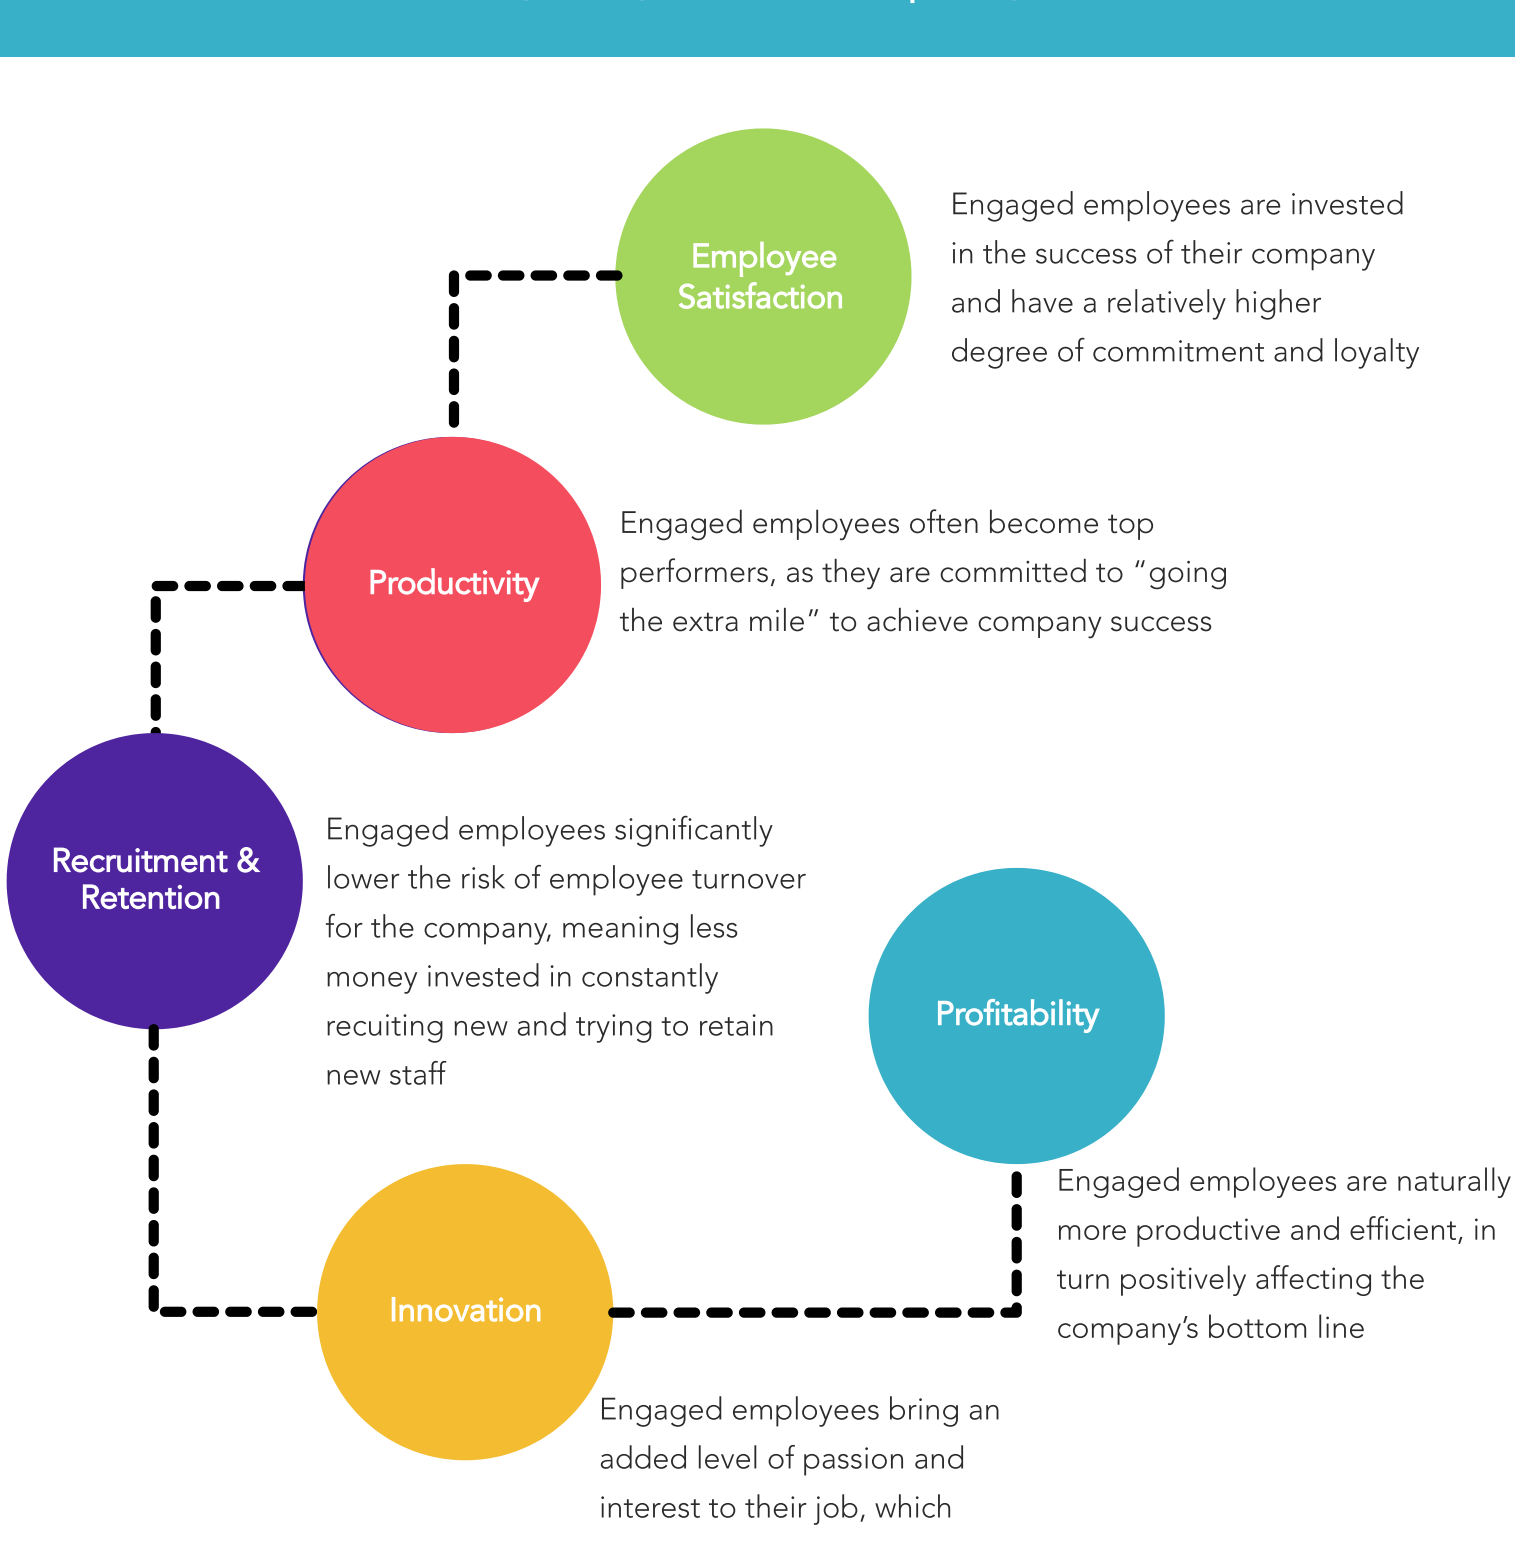 Employee
Satisfaction
Engaged employees are invested
in the success of their company
and have a relatively higher
degree of commitment and loyalty
Productivity
Engaged employees often become top
performers, as they are committed to “going
the extra mile” to achieve company success
Recruitment &
Retention
Engaged employees significantly
lower the risk of employee turnover
for the company, meaning less
money invested in constantly
recuiting new and trying to retain
new staff
Profitability
Engaged employees are naturally
more productive and efficient, in
turn positively affecting the
company’s bottom line
Innovation
Engaged employees bring an
added level of passion and
interest to their job, which